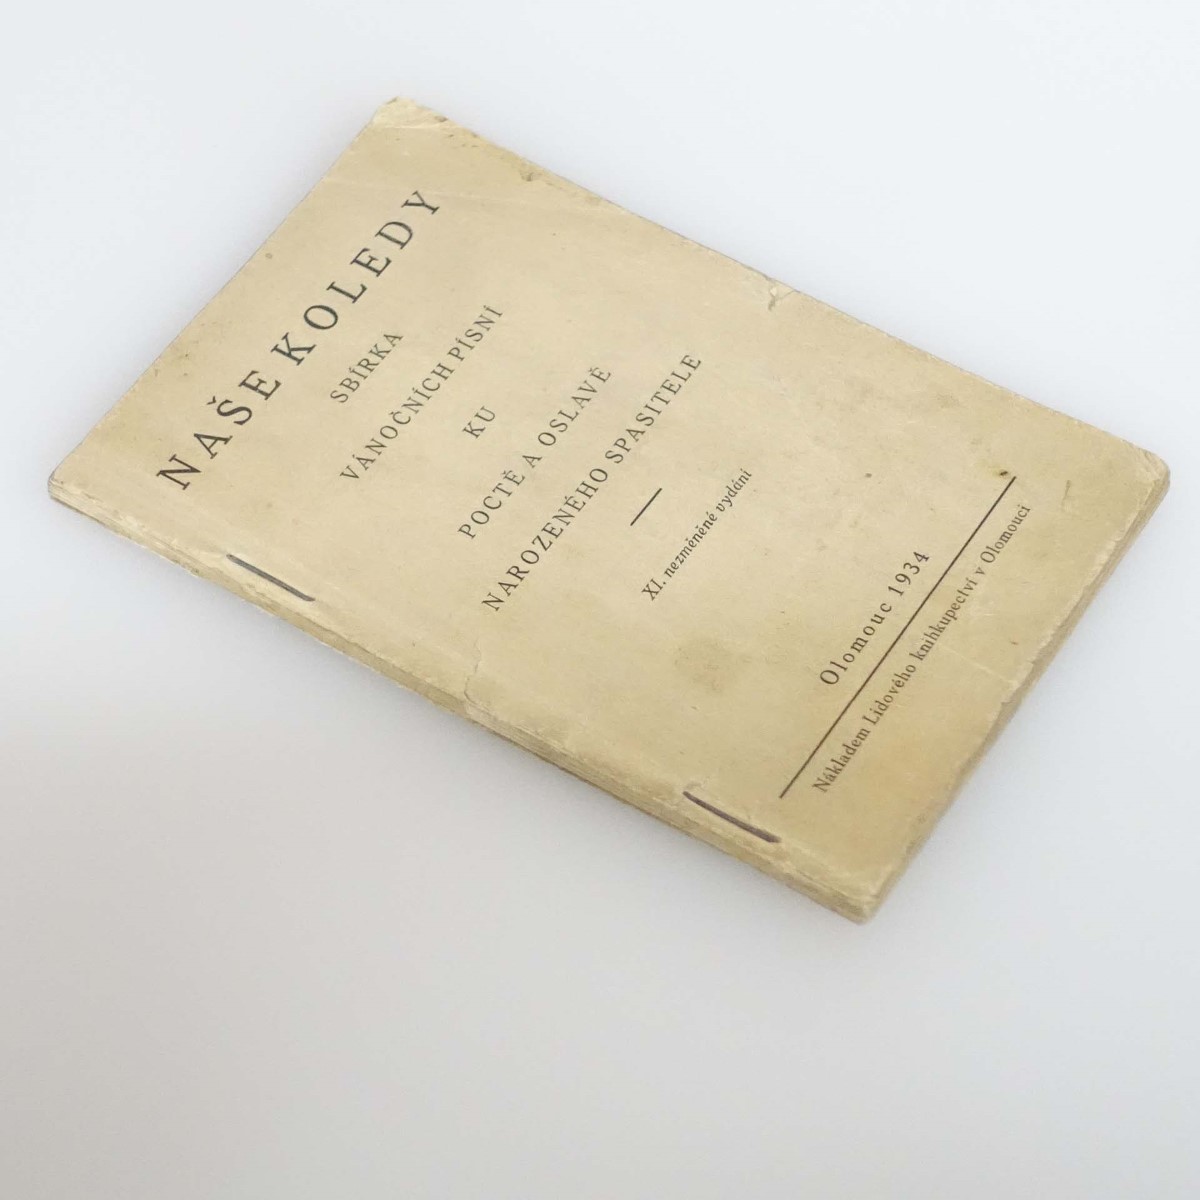 NAŠE KOLEDY
SBÍRKA
VÁNOČNÍCH PÍSNÍ
KU
POCTĚ A OSLAVĚ
NAROZENÉHO SPASITELE
XI. nezměněné vydání
Olomouc 1934
Nákladem Lidového knihkupectví v Olomouci